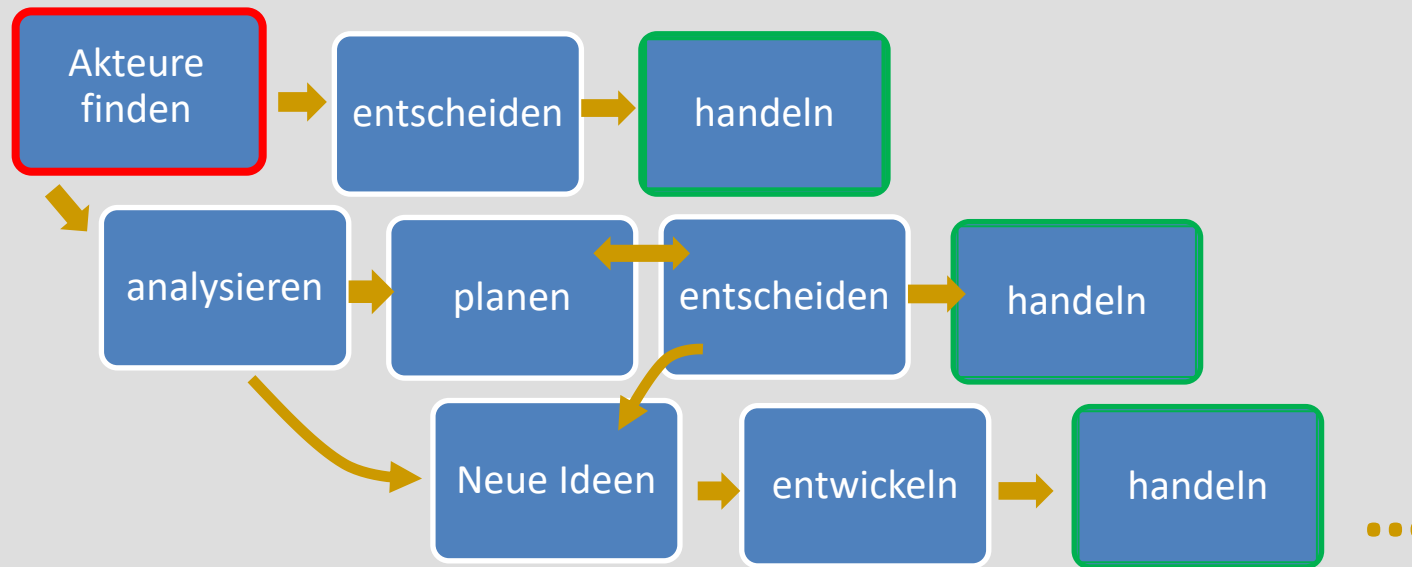 Akteure
finden
entscheiden
handeln
analysieren
planen
entscheiden
handeln
Neue Ideen
entwickeln
handeln
...